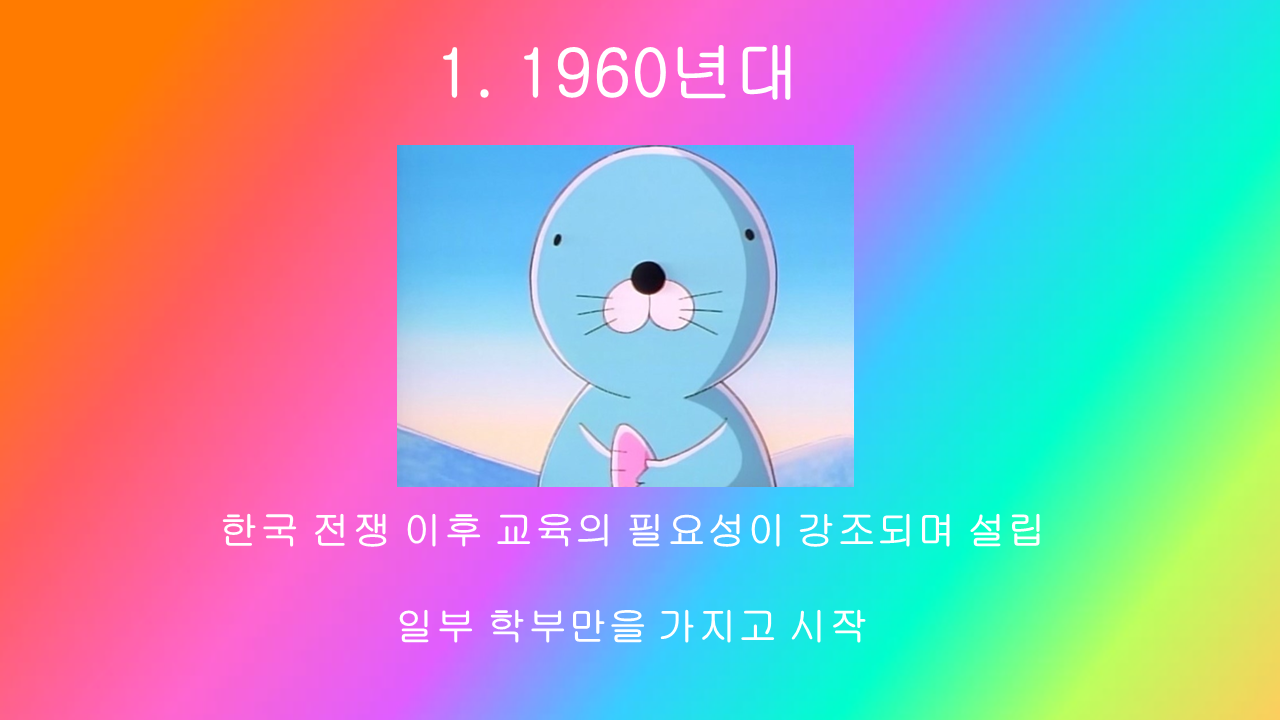 1. 1960년대
한국 전쟁 이후 교육의 필요성이 강조되며 설립
일부 학부만을 가지고 시작